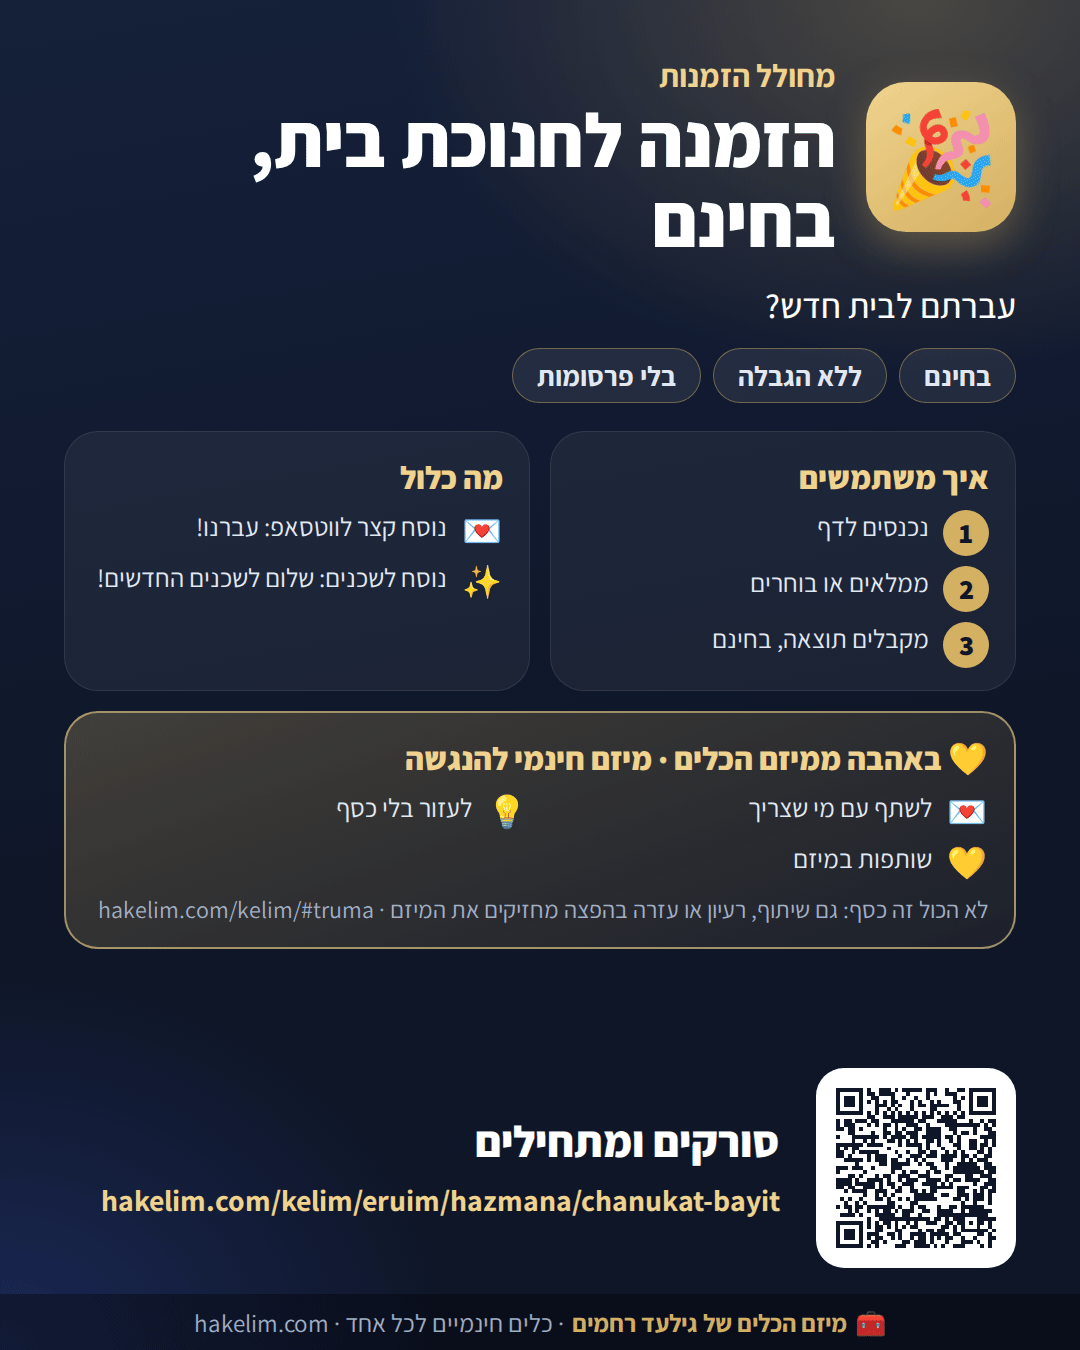 מחולל הזמנות
הזמנה לחנוכת בית,
בחינם
עברתם לבית חדש?
בחינם
ללא הגבלה
בלי פרסומות
איך משתמשים
1 נכנסים לדף
2 ממלאים או בוחרים
3 מקבלים תוצאה, בחינם
מה כלול
נוסח קצר לווטסאפ: עברנו!
נוסח לשכנים: שלום לשכנים החדשים!
באהבה ממיזם הכלים · מיזם חינמי להנגשה
לשתף עם מי שצריך
לעזור בלי כסף
שותפות במיזם
לא הכול זה כסף: גם שיתוף, רעיון או עזרה בהפצה מחזיקים את המיזם · hakelim.com/kelim/#truma
סורקים ומתחילים
hakelim.com/kelim/eruim/hazmana/chanukat-bayit
מיזם הכלים של גילעד רחמים · כלים חינמיים לכל אחד · hakelim.com